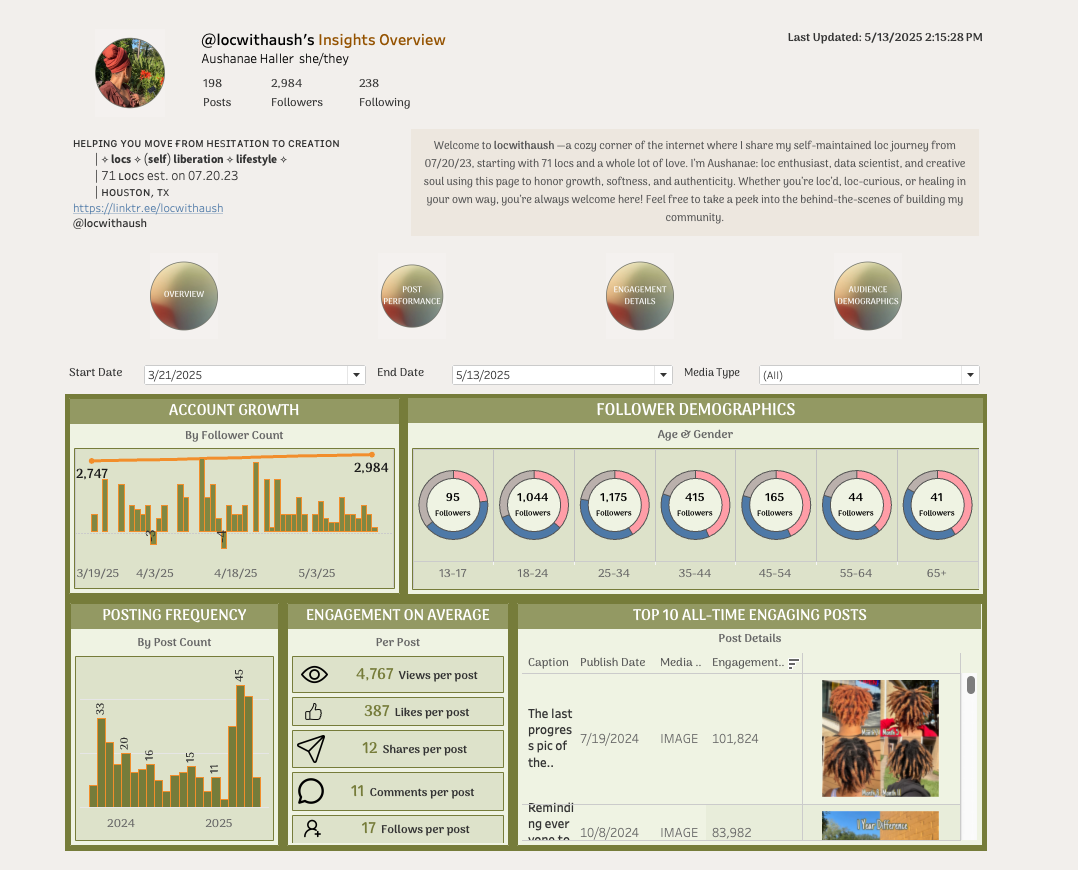 @locwithaush's Insights Overview
Last Updated: 5/13/2025 2:15:28 PM
Aushanae Haller she/they
198 2,984 238
Posts Followers Following
HELPING YOU MOVE FROM HESITATION TO CREATION
| ✧ locs ✧ (self) liberation ✧ lifestyle ✧
| 71 LOCs est. on 07.20.23
| HOUSTON, TX
https://linktr.ee/locwithaush
@locwithaush
Welcome to locwithaush —a cozy corner of the internet where I share my self-maintained loc journey from
07/20/23, starting with 71 locs and a whole lot of love. I'm Aushanae: loc enthusiast, data scientist, and creative
soul using this page to honor growth, softness, and authenticity. Whether you're loc'd, loc-curious, or healing in
your own way, you're always welcome here! Feel free to take a peek into the behind-the-scenes of building my
community.
OVERVIEW
POST
PERFORMANCE
ENGAGEMENT
DETAILS
AUDIENCE
DEMOGRAPHICS
Start Date 3/21/2025 End Date 5/13/2025 Media Type (All)
ACCOUNT GROWTH
By Follower Count
2,747 2,984
-3 -4
3/19/25 4/3/25 4/18/25 5/3/25
FOLLOWER DEMOGRAPHICS
Age & Gender
95 1,044 1,175 415 165 44 41
Followers Followers Followers Followers Followers Followers Followers
13-17 18-24 25-34 35-44 45-54 55-64 65+
POSTING FREQUENCY
By Post Count
33 20 16 15 11 45
2024 2025
ENGAGEMENT ON AVERAGE
Per Post
4,767 Views per post
387 Likes per post
12 Shares per post
11 Comments per post
17 Follows per post
TOP 10 ALL-TIME ENGAGING POSTS
Post Details
Caption Publish Date Media .. Engagement..
The last
progres
s pic of
the..
7/19/2024 IMAGE 101,824
Remindi
ng ever
yone to
10/8/2024 IMAGE 83,982
1 Year Difference